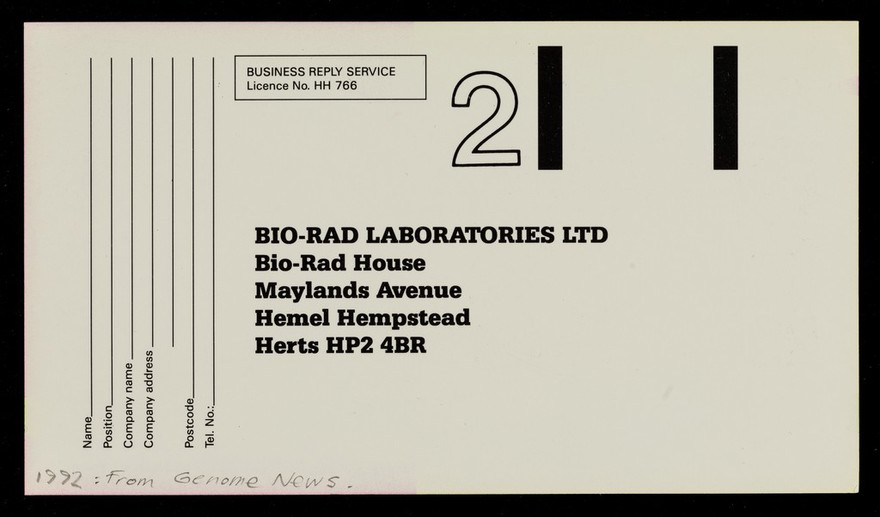 BUSINESS REPLY SERVICE
Licence No. HH 766
2
BIO-RAD LABORATORIES LTD
Bio-Rad House
Maylands Avenue
Hemel Hempstead
Herts HP2 4BR
Name
Position
Company name
Company address
Postcode
Tel. No.:
1992 : From Genome News.